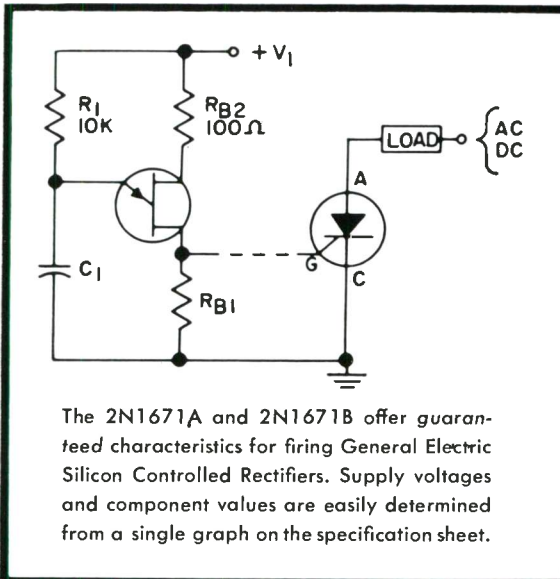 + V1
R1
10K
RB2
100Ω
LOAD
AC
DC
A
G
C
C1
RB1
The 2N1671A and 2N1671B offer guaran-
teed characteristics for firing General Electric
Silicon Controlled Rectifiers. Supply voltages
and component values are easily determined
from a single graph on the specification sheet.